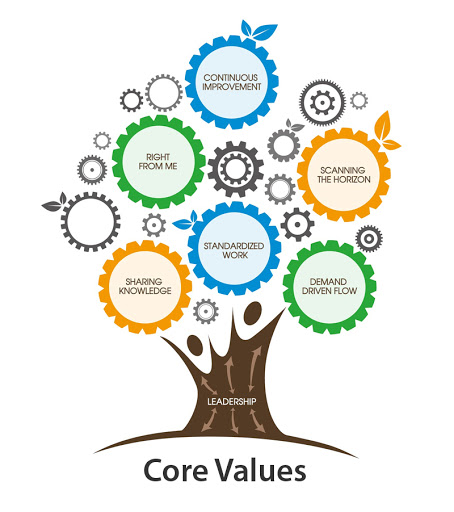 CONTINUOUS
IMPROVEMENT
RIGHT
FROM ME
SCANNING
THE HORIZON
STANDARDIZED
WORK
SHARING
KNOWLEDGE
DEMAND
DRIVEN FLOW
LEADERSHIP
Core Values